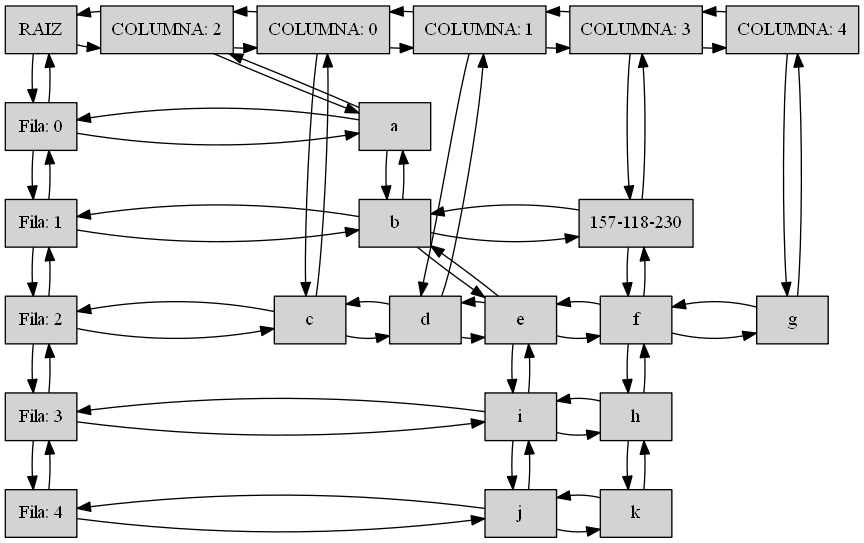 RAIZ COLUMNA: 2 COLUMNA: 0 COLUMNA: 1 COLUMNA: 3 COLUMNA: 4
Fila: 0 a
Fila: 1 b 157-118-230
Fila: 2 c d e f g
Fila: 3 i h
Fila: 4 j k